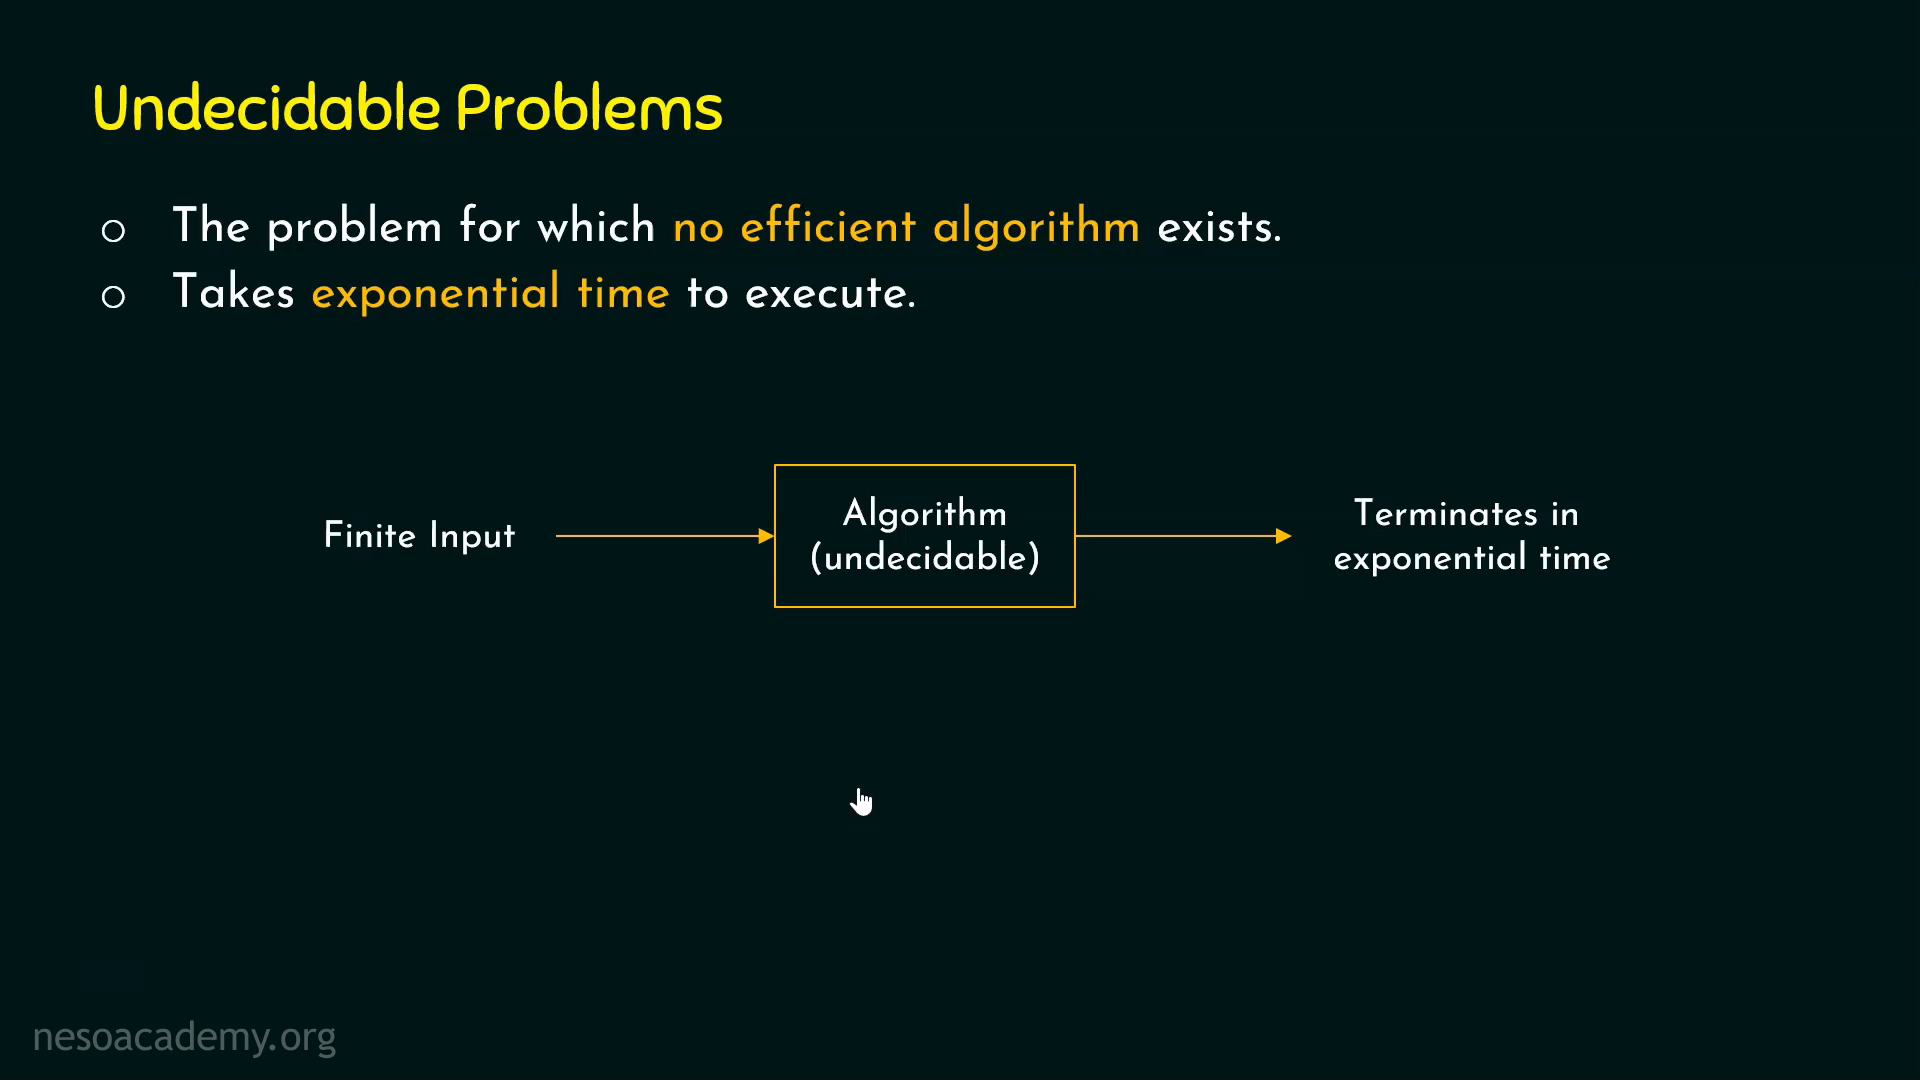 Undecidable Problems
The problem for which no efficient algorithm exists.
Takes exponential time to execute.
Finite Input
Algorithm
(undecidable)
Terminates in
exponential time
nesoacademy.org